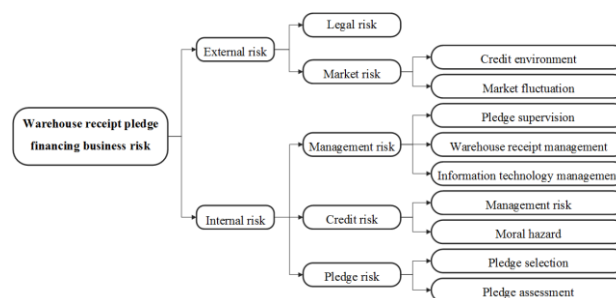 Legal risk
External risk
Credit environment
Market risk
Market fluctuation
Warehouse receipt pledge
financing business risk
Pledge supervision
Management risk
Warehouse receipt management
Information technology management
Internal risk
Management risk
Credit risk
Moral hazard
Pledge selection
Pledge risk
Pledge assessment